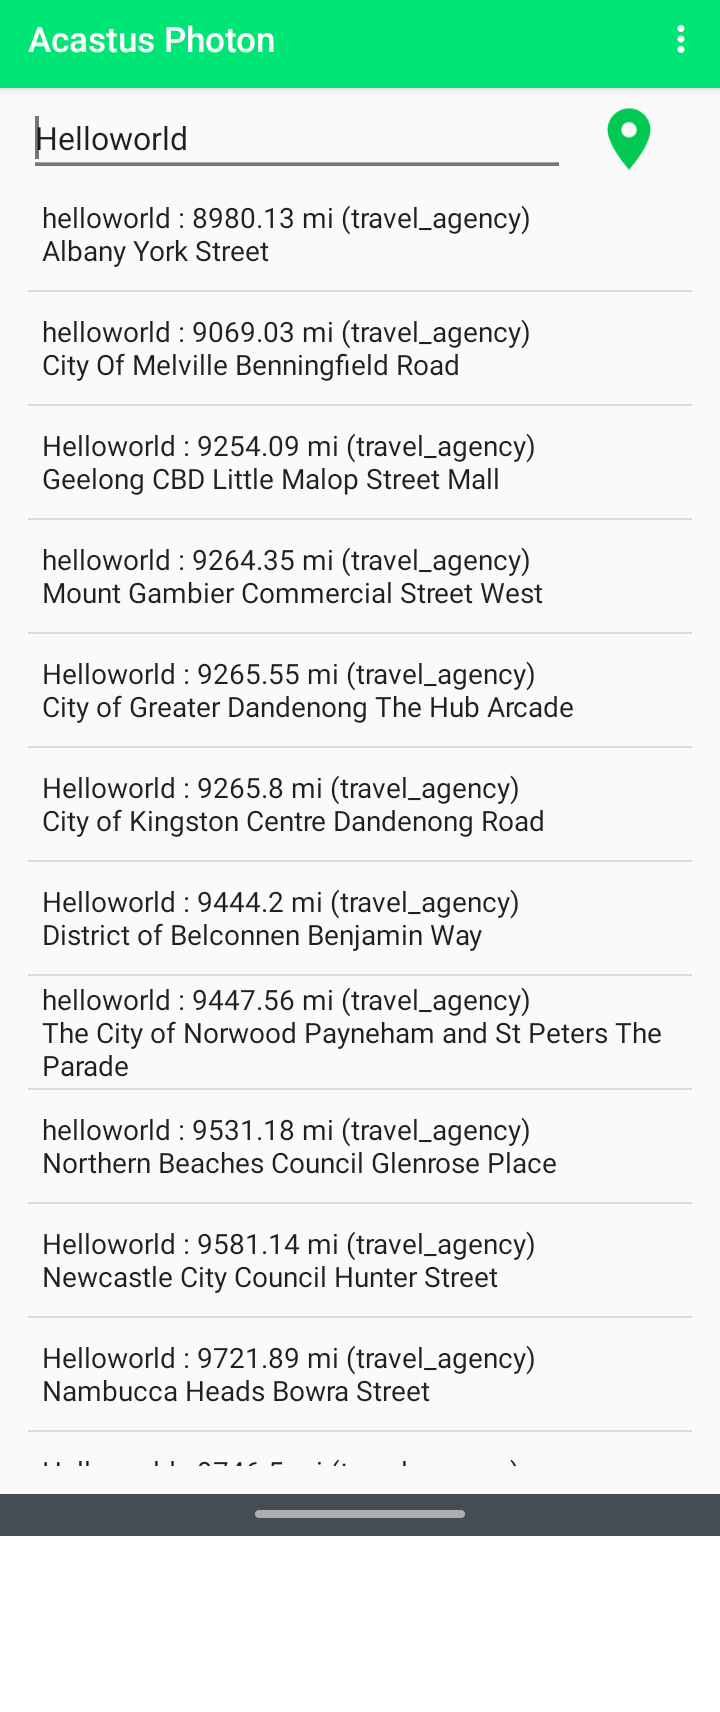 Acastus Photon
Helloworld
helloworld : 8980.13 mi (travel_agency)
Albany York Street
helloworld : 9069.03 mi (travel_agency)
City Of Melville Benningfield Road
Helloworld : 9254.09 mi (travel_agency)
Geelong CBD Little Malop Street Mall
helloworld : 9264.35 mi (travel_agency)
Mount Gambier Commercial Street West
Helloworld : 9265.55 mi (travel_agency)
City of Greater Dandenong The Hub Arcade
Helloworld : 9265.8 mi (travel_agency)
City of Kingston Centre Dandenong Road
Helloworld : 9444.2 mi (travel_agency)
District of Belconnen Benjamin Way
helloworld : 9447.56 mi (travel_agency)
The City of Norwood Payneham and St Peters The
Parade
helloworld : 9531.18 mi (travel_agency)
Northern Beaches Council Glenrose Place
Helloworld : 9581.14 mi (travel_agency)
Newcastle City Council Hunter Street
Helloworld : 9721.89 mi (travel_agency)
Nambucca Heads Bowra Street